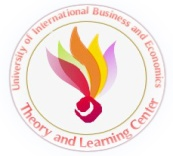 University of International Business and Economics
Theory and Learning Center